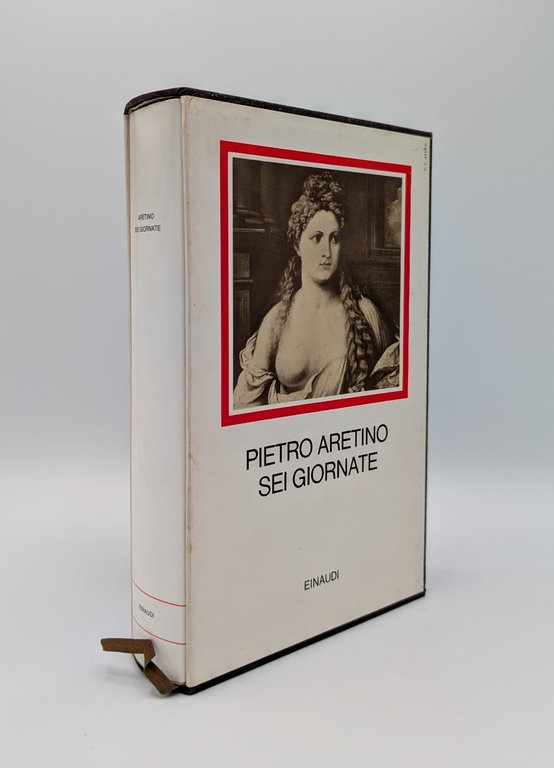 ARETINO
SEI GIORNATE
EINAUDI
PIETRO ARETINO
SEI GIORNATE
EINAUDI